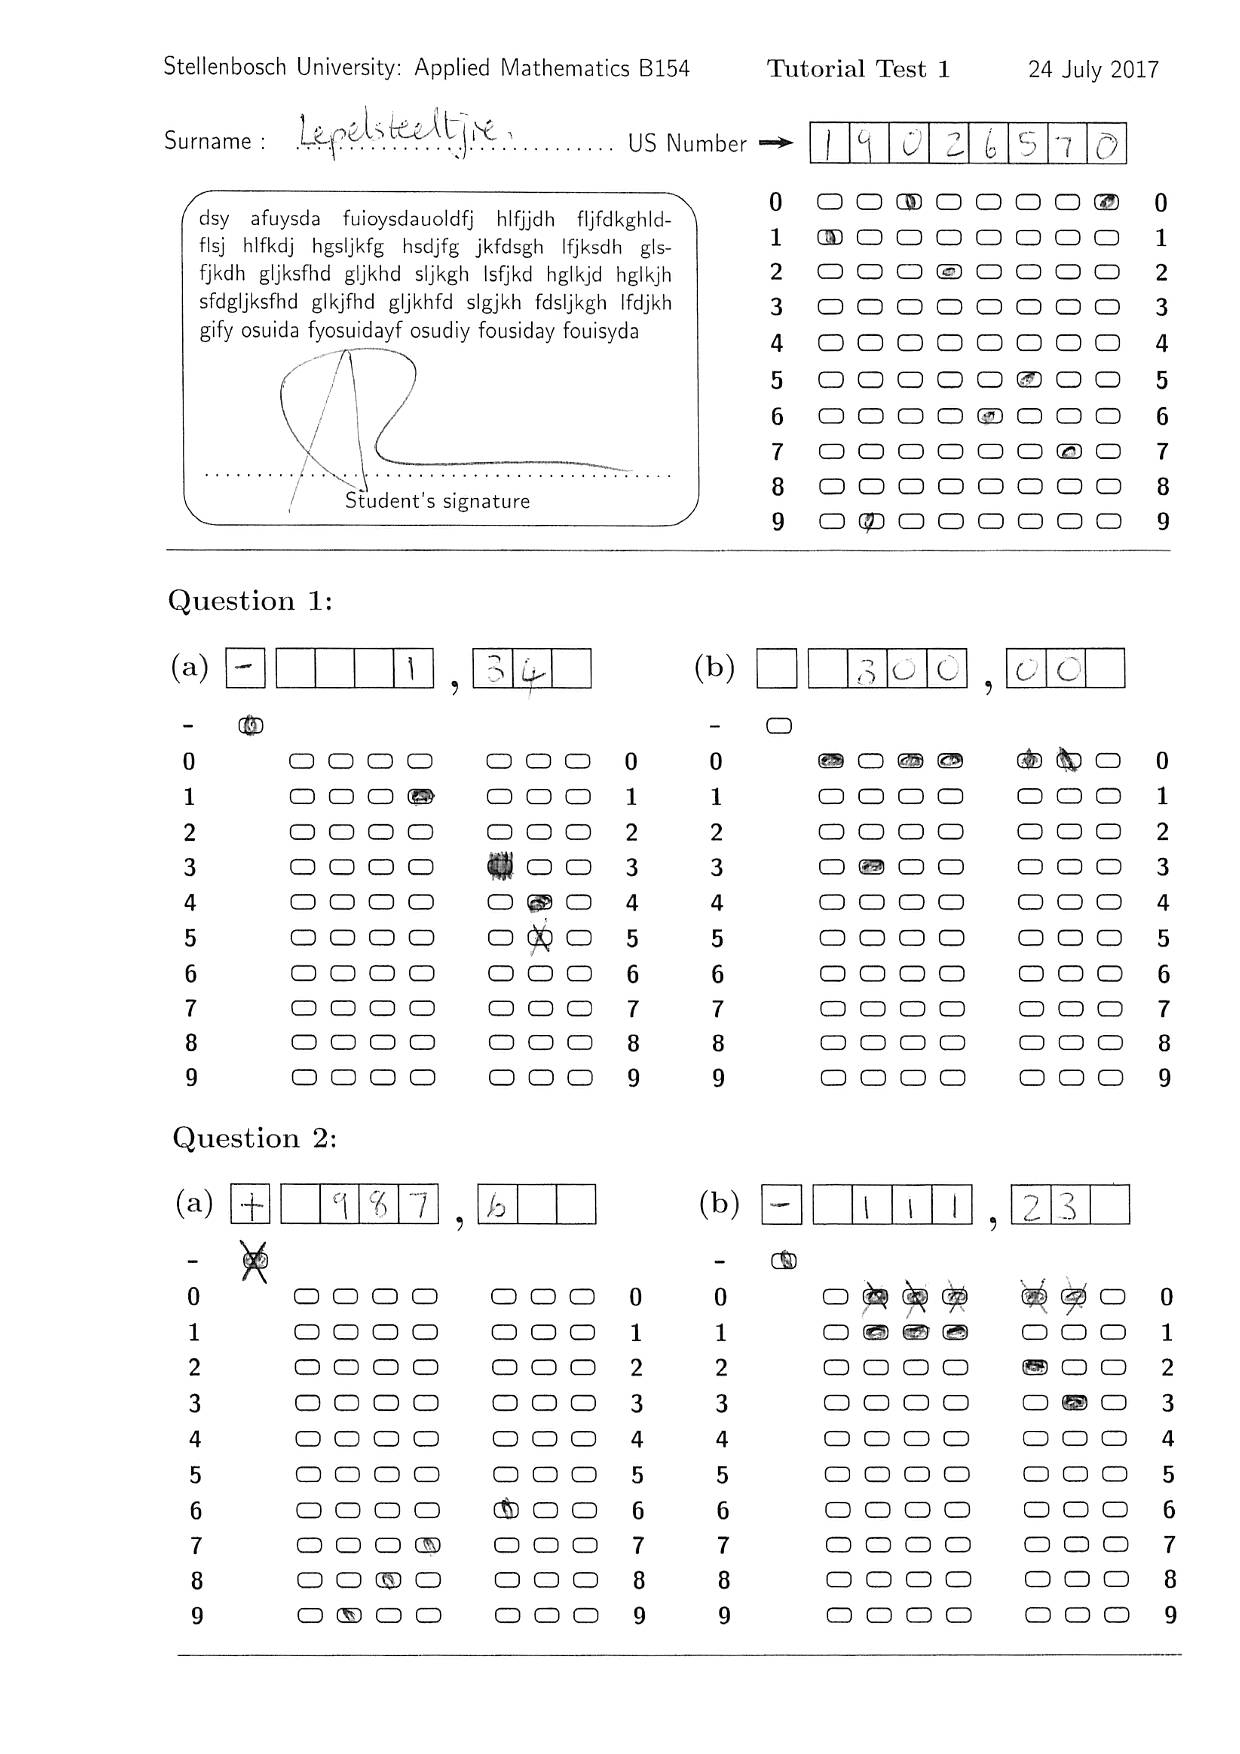 Stellenbosch University: Applied Mathematics B154 Tutorial Test 1 24 July 2017
Surname : Lepelsteeltjie. US Number → 1 9 0 2 6 5 7 0
dsy afuysda fuioysdauoldfj hlfjjdh fljfdkghld-
flsj hlfkdj hgsljkfg hsdjfg jkfdsgh lfjksdh gls-
fjkdh gljksfhd gljkhd sljkgh lsfjkd hglkjd hglkjh
sfdgljksfhd glkjfhd gljkhfd slgjkh fdsljkgh lfdjkh
gify osuida fyosuidayf osudiy fousiday fouisyda
Student's signature
0 0
1 1
2 2
3 3
4 4
5 5
6 6
7 7
8 8
9 9
Question 1:
(a) - 1 , 3 4 (b) 3 0 0 , 0 0
- -
0 0 0 0
1 1 1 1
2 2 2 2
3 3 3 3
4 4 4 4
5 5 5 5
6 6 6 6
7 7 7 7
8 8 8 8
9 9 9 9
Question 2:
(a) + 9 8 7 , 6 (b) - 1 1 1 , 2 3
- -
0 0 0 0
1 1 1 1
2 2 2 2
3 3 3 3
4 4 4 4
5 5 5 5
6 6 6 6
7 7 7 7
8 8 8 8
9 9 9 9